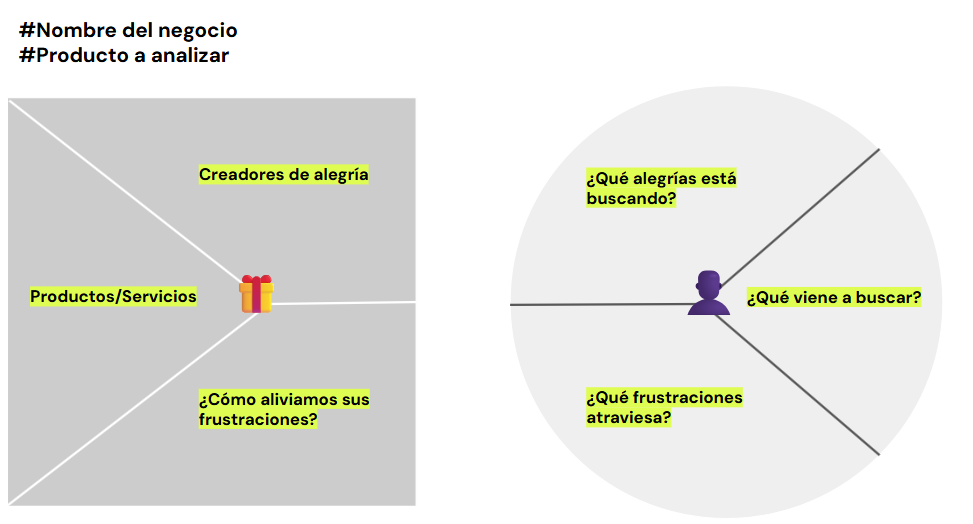 #Nombre del negocio
#Producto a analizar
Creadores de alegría
Productos/Servicios
¿Cómo aliviamos sus
frustraciones?
¿Qué alegrías está
buscando?
¿Qué viene a buscar?
¿Qué frustraciones
atraviesa?